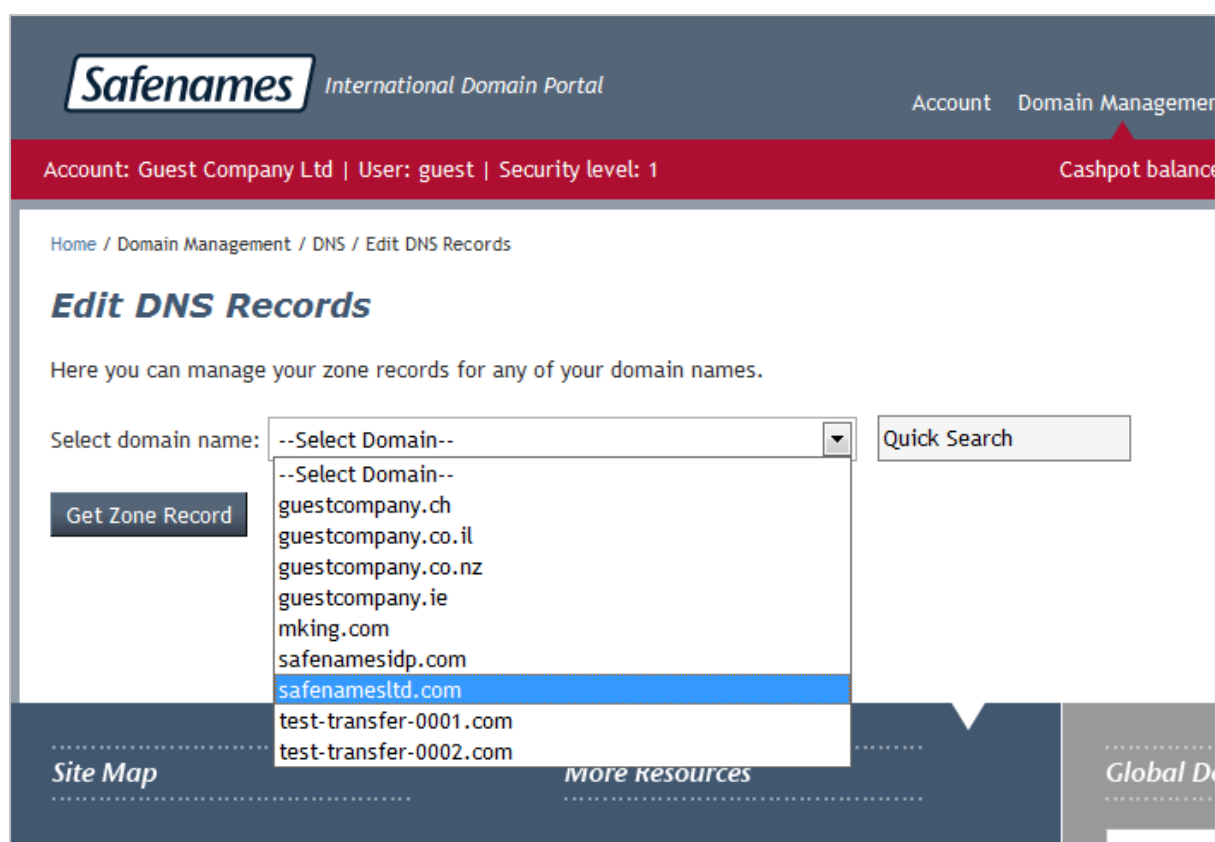 Safenames International Domain Portal
Account Domain Managemen
Account: Guest Company Ltd | User: guest | Security level: 1 Cashpot balance
Home / Domain Management / DNS / Edit DNS Records
Edit DNS Records
Here you can manage your zone records for any of your domain names.
Select domain name: --Select Domain-- Quick Search
--Select Domain--
Get Zone Record
guestcompany.ch
guestcompany.co.il
guestcompany.co.nz
guestcompany.ie
mking.com
safenamesidp.com
safenamesltd.com
test-transfer-0001.com
test-transfer-0002.com
Site Map More Resources Global D